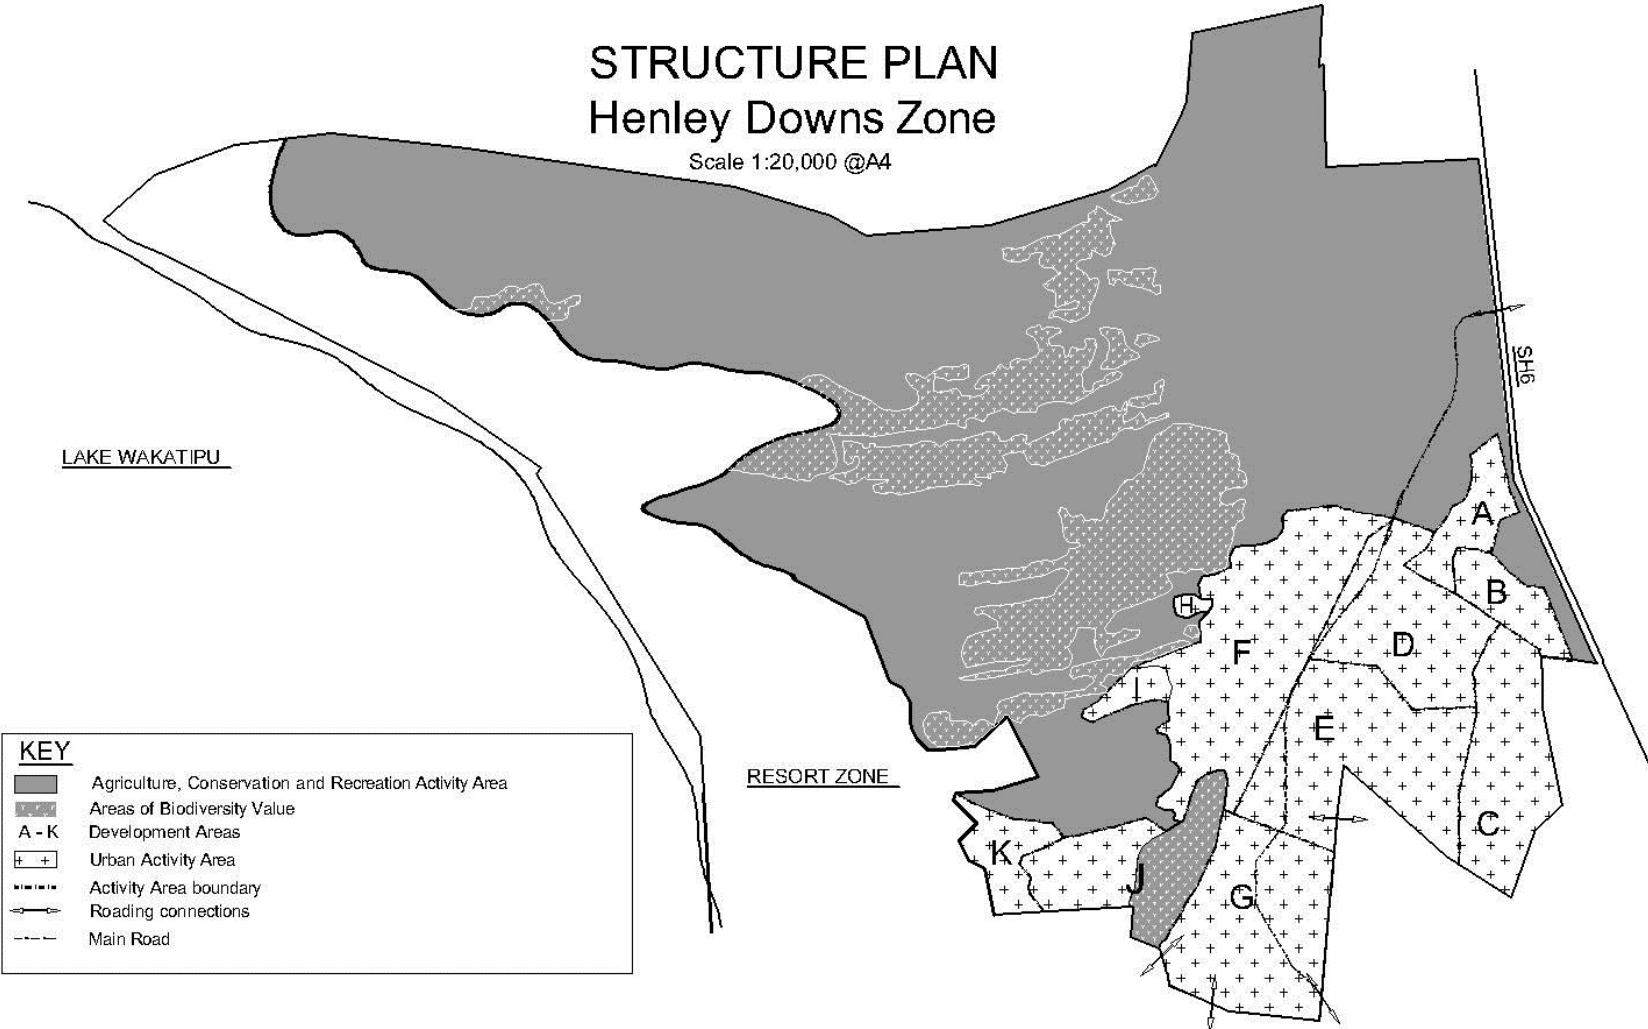 STRUCTURE PLAN
Henley Downs Zone
Scale 1:20,000 @A4
SH6
LAKE WAKATIPU
A
B
H
F
D
I
E
RESORT ZONE
C
K
J
G
KEY
Agriculture, Conservation and Recreation Activity Area
Areas of Biodiversity Value
A - K Development Areas
Urban Activity Area
Activity Area boundary
Roading connections
Main Road